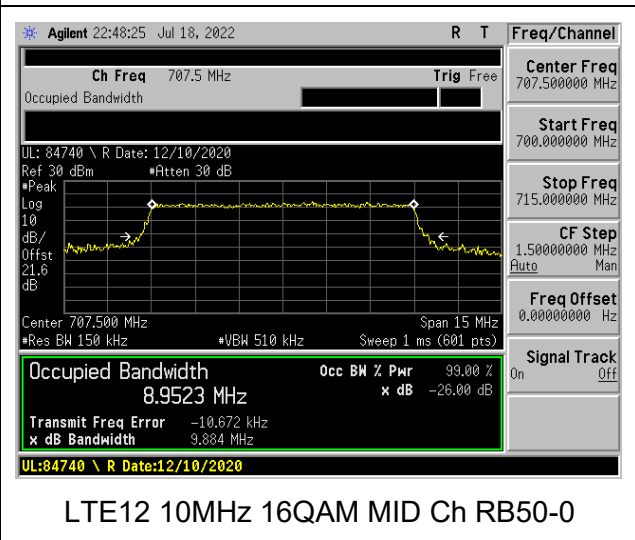 Agilent 22:48:25 Jul 18, 2022 R T Freq/Channel
Ch Freq 707.5 MHz Trig Free
Occupied Bandwidth
Center Freq
707.500000 MHz
Start Freq
700.000000 MHz
UL: 84740 \ R Date: 12/10/2020
Ref 30 dBm #Atten 30 dB
#Peak
Log
10
dB/
Offst
21.6
dB
Stop Freq
715.000000 MHz
CF Step
1.50000000 MHz
Auto Man
Freq Offset
0.00000000 Hz
Center 707.500 MHz Span 15 MHz
#Res BW 150 kHz #VBW 510 kHz Sweep 1 ms (601 pts)
Signal Track
On Off
Occupied Bandwidth Occ BW % Pwr 99.00 %
8.9523 MHz x dB -26.00 dB
Transmit Freq Error -10.672 kHz
x dB Bandwidth 9.884 MHz
UL:84740 \ R Date:12/10/2020
LTE12 10MHz 16QAM MID Ch RB50-0